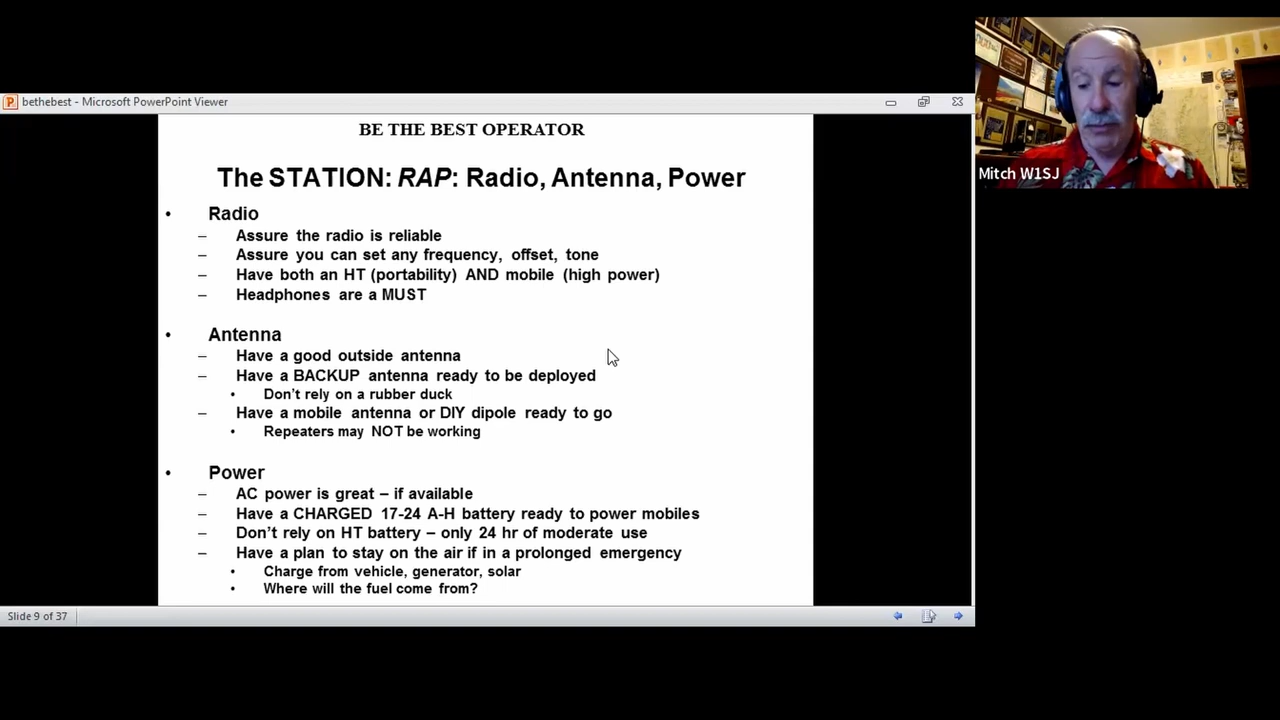 bethebest - Microsoft PowerPoint Viewer
BE THE BEST OPERATOR
The STATION: RAP: Radio, Antenna, Power
• Radio
– Assure the radio is reliable
– Assure you can set any frequency, offset, tone
– Have both an HT (portability) AND mobile (high power)
– Headphones are a MUST
• Antenna
– Have a good outside antenna
– Have a BACKUP antenna ready to be deployed
• Don't rely on a rubber duck
– Have a mobile antenna or DIY dipole ready to go
• Repeaters may NOT be working
• Power
– AC power is great – if available
– Have a CHARGED 17-24 A-H battery ready to power mobiles
– Don't rely on HT battery – only 24 hr of moderate use
– Have a plan to stay on the air if in a prolonged emergency
• Charge from vehicle, generator, solar
• Where will the fuel come from?
Slide 9 of 37
Mitch W1SJ